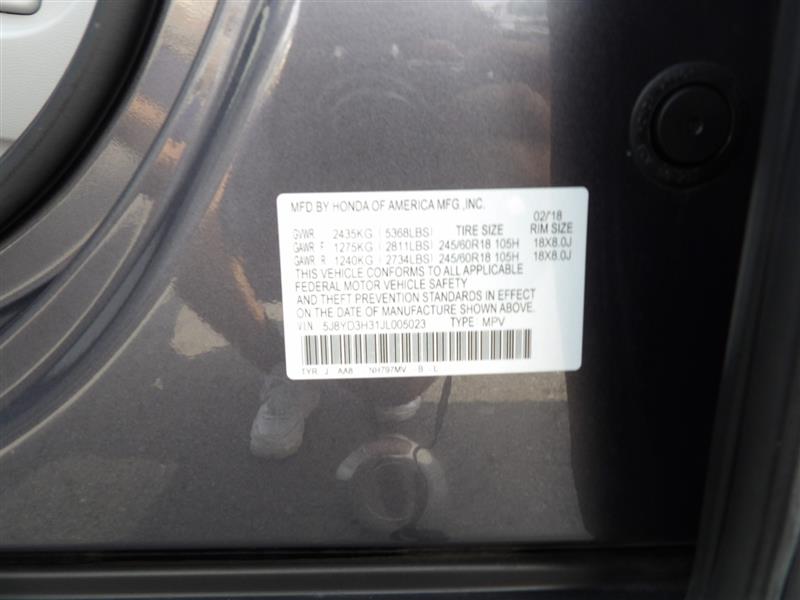 MFD BY HONDA OF AMERICA MFG.,INC.
02/18
GVWR 2435KG ( 5368LBS) TIRE SIZE RIM SIZE
GAWR F 1275KG ( 2811LBS) 245/60R18 105H 18X8.0J
GAWR R 1240KG ( 2734LBS) 245/60R18 105H 18X8.0J
THIS VEHICLE CONFORMS TO ALL APPLICABLE
FEDERAL MOTOR VEHICLE SAFETY
AND THEFT PREVENTION STANDARDS IN EFFECT
ON THE DATE OF MANUFACTURE SHOWN ABOVE.
VIN 5J8YD3H31JL005023 TYPE: MPV
TYR J AA8 NH797MV B L